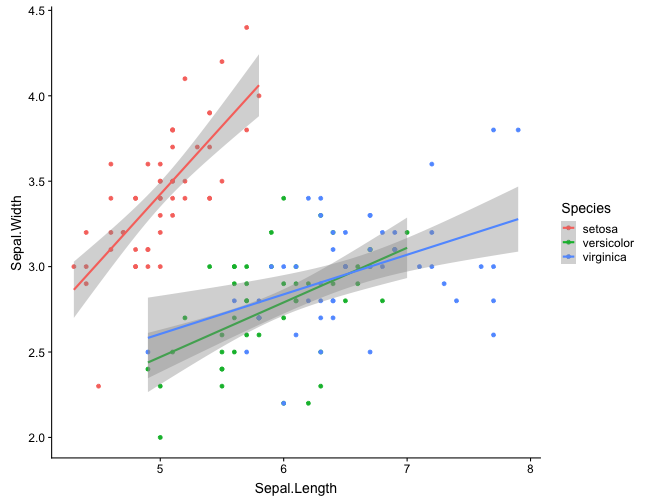 4.5
4.0
3.5
3.0
2.5
2.0
Sepal.Width
5 6 7 8
Sepal.Length
Species
setosa
versicolor
virginica